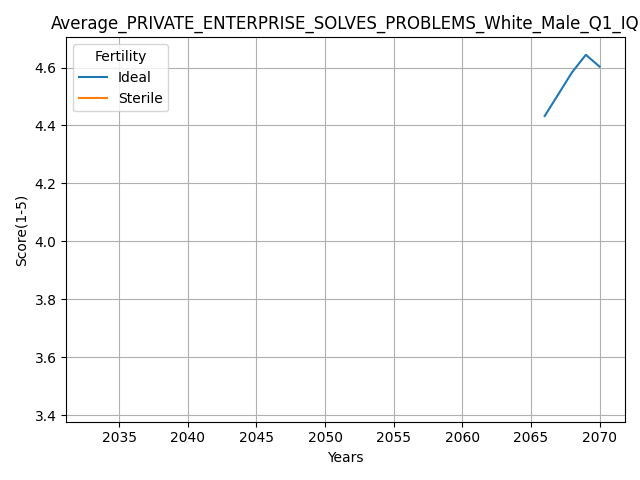 Average_PRIVATE_ENTERPRISE_SOLVES_PROBLEMS_White_Male_Q1_IQ
Fertility
Ideal
Sterile
4.6
4.4
4.2
4.0
3.8
3.6
3.4
Score(1-5)
2035 2040 2045 2050 2055 2060 2065 2070
Years